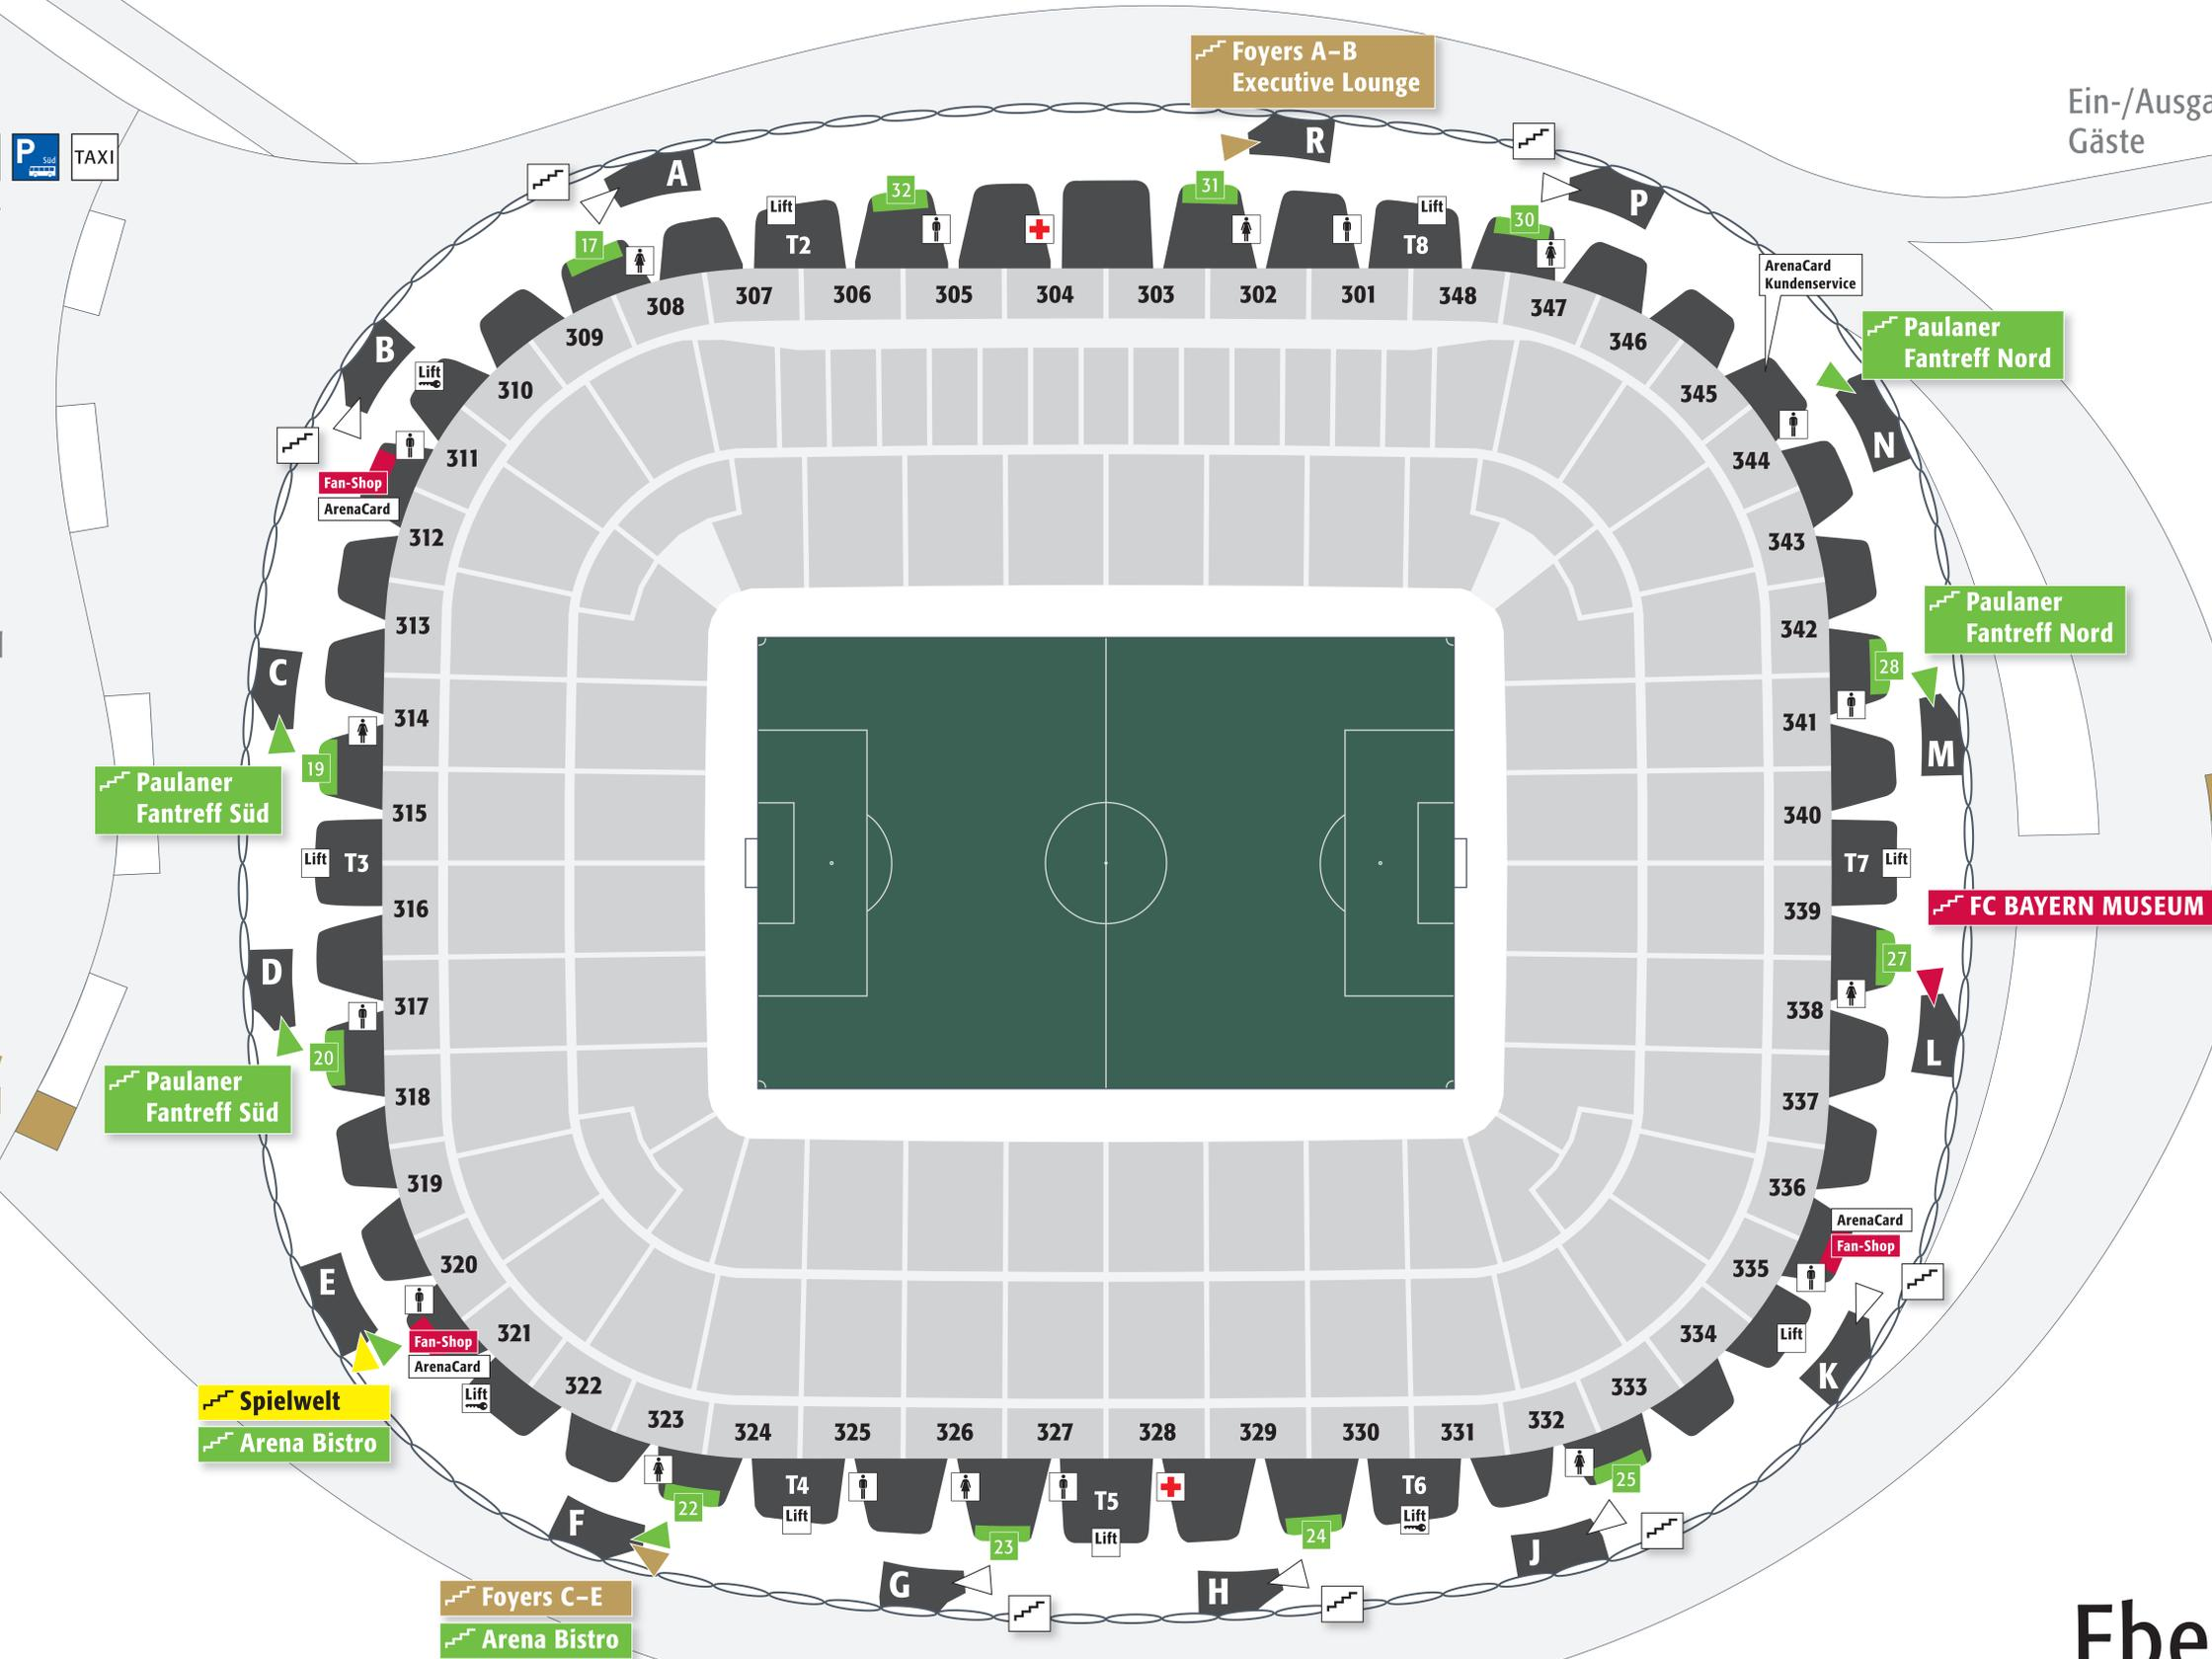 Foyers A–B
Executive Lounge
Ein-/Ausga
Gäste
P
Süd
TAXI
A
R
P
32
31
30
17
Lift
T2
Lift
T8
ArenaCard
Kundenservice
308
307
306
305
304
303
302
301
348
347
309
346
Paulaner
Fantreff Nord
B
Lift
310
345
N
311
344
Fan-Shop
ArenaCard
312
343
Paulaner
Fantreff Nord
313
342
C
28
314
341
M
19
Paulaner
Fantreff Süd
315
340
Lift
T3
T7
Lift
316
339
FC BAYERN MUSEUM
D
27
317
338
20
L
Paulaner
Fantreff Süd
318
337
319
336
ArenaCard
Fan-Shop
E
320
335
Fan-Shop
ArenaCard
Lift
321
334
Lift
K
Spielwelt
Arena Bistro
322
333
323
324
325
326
327
328
329
330
331
332
T4
Lift
T5
Lift
T6
Lift
22
23
24
25
F
G
H
J
Foyers C–E
Arena Bistro
Ebe